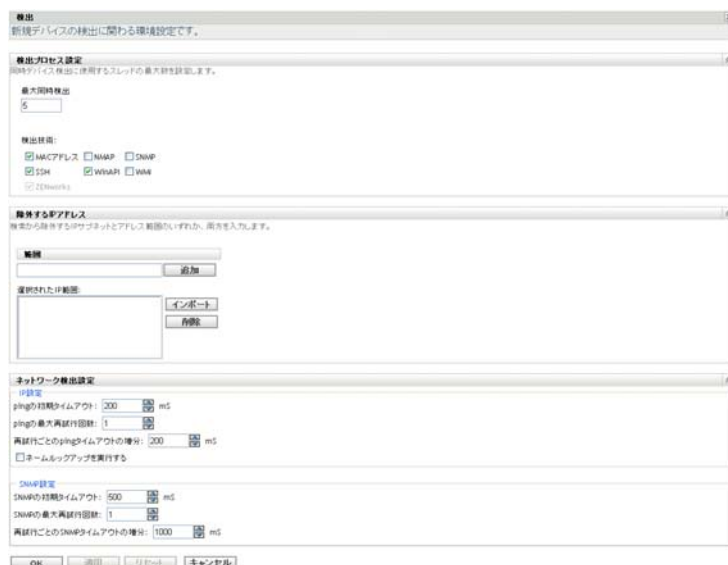 検出
新規デバイスの検出に関わる環境設定です。
検出プロセス設定
同時デバイス検出に使用するスレッドの最大数を設定します。
最大同時検出
5
検出技術:
MACアドレス NMAP SNMP
SSH WinAPI WMI
ZENworks
除外するIPアドレス
検索から除外するIPサブネットとアドレス範囲のいずれか、両方を入力します。
範囲
追加
選択されたIP範囲:
インポート
削除
ネットワーク検出設定
IP設定
pingの初期タイムアウト: 200 mS
pingの最大再試行回数: 1
再試行ごとのpingタイムアウトの増分: 200 mS
ネームルックアップを実行する
SNMP設定
SNMPの初期タイムアウト: 500 mS
SNMPの最大再試行回数: 1
再試行ごとのSNMPタイムアウトの増分: 1000 mS
OK 適用 リセット キャンセル